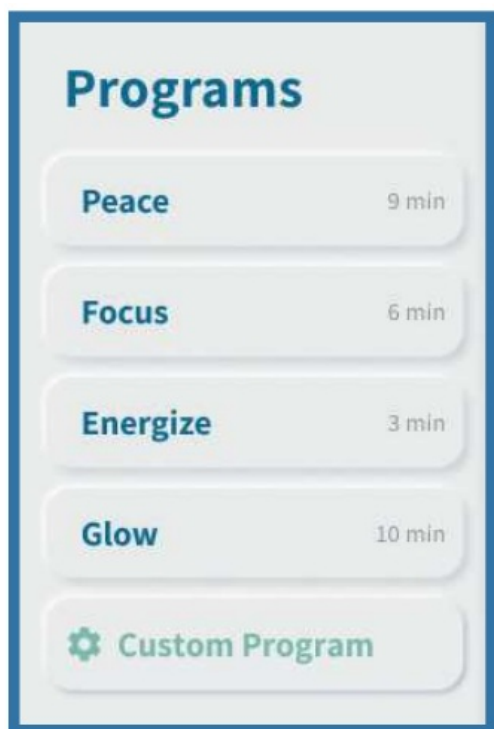 Programs
Peace 9 min
Focus 6 min
Energize 3 min
Glow 10 min
Custom Program